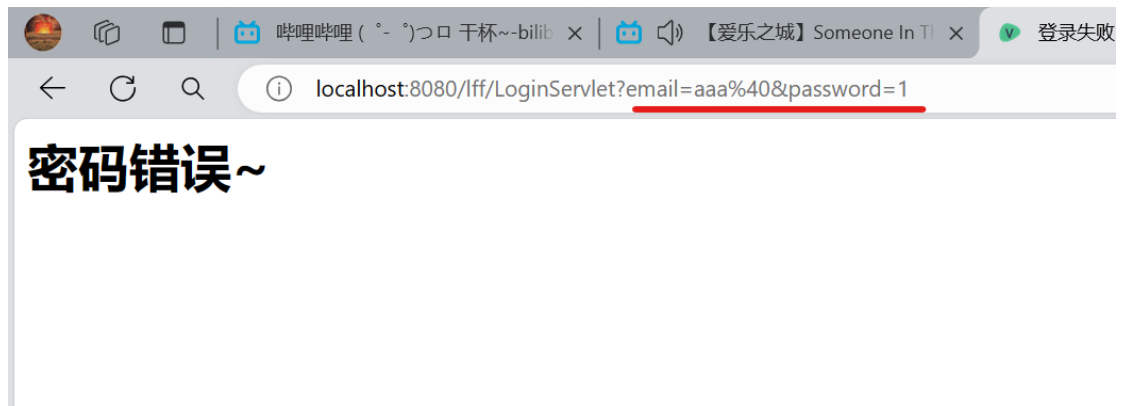 哔哩哔哩 (゜-゜)つロ 干杯~-bilib
【爱乐之城】Someone In Th
V 登录失败
localhost:8080/lff/LoginServlet?email=aaa%40&password=1
密码错误~